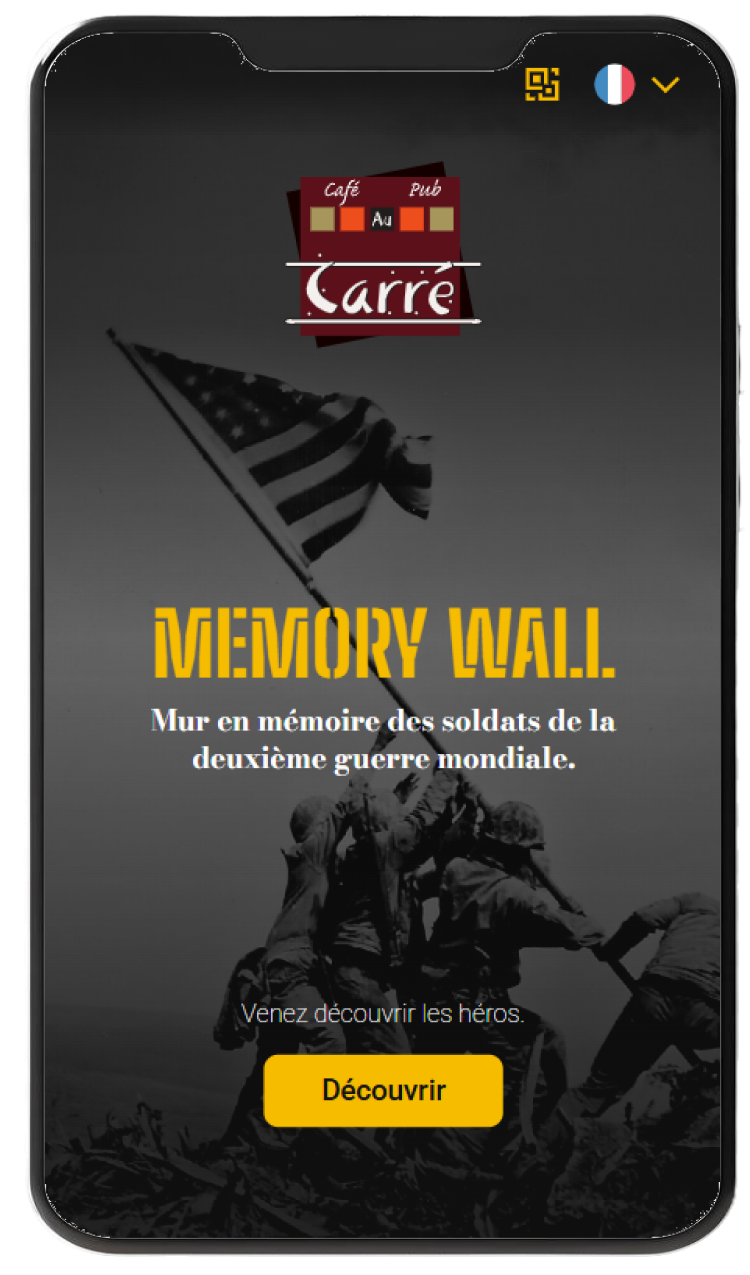 Café Pub
Au
Carré
MEMORY WALL
Mur en mémoire des soldats de la
deuxième guerre mondiale.
Venez découvrir les héros.
Découvrir